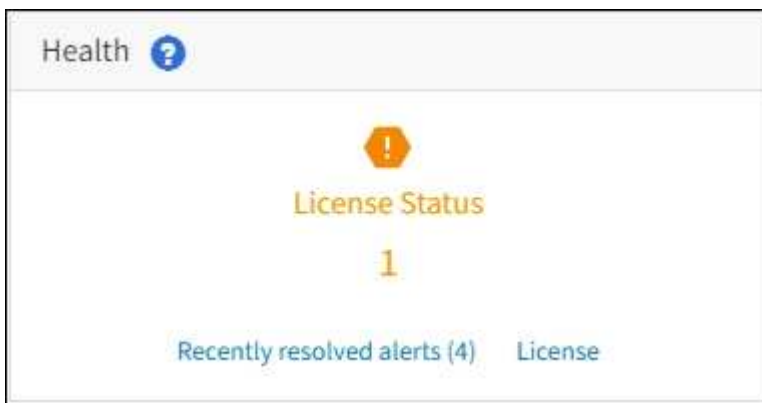 Health ?
!
License Status
1
Recently resolved alerts (4) License